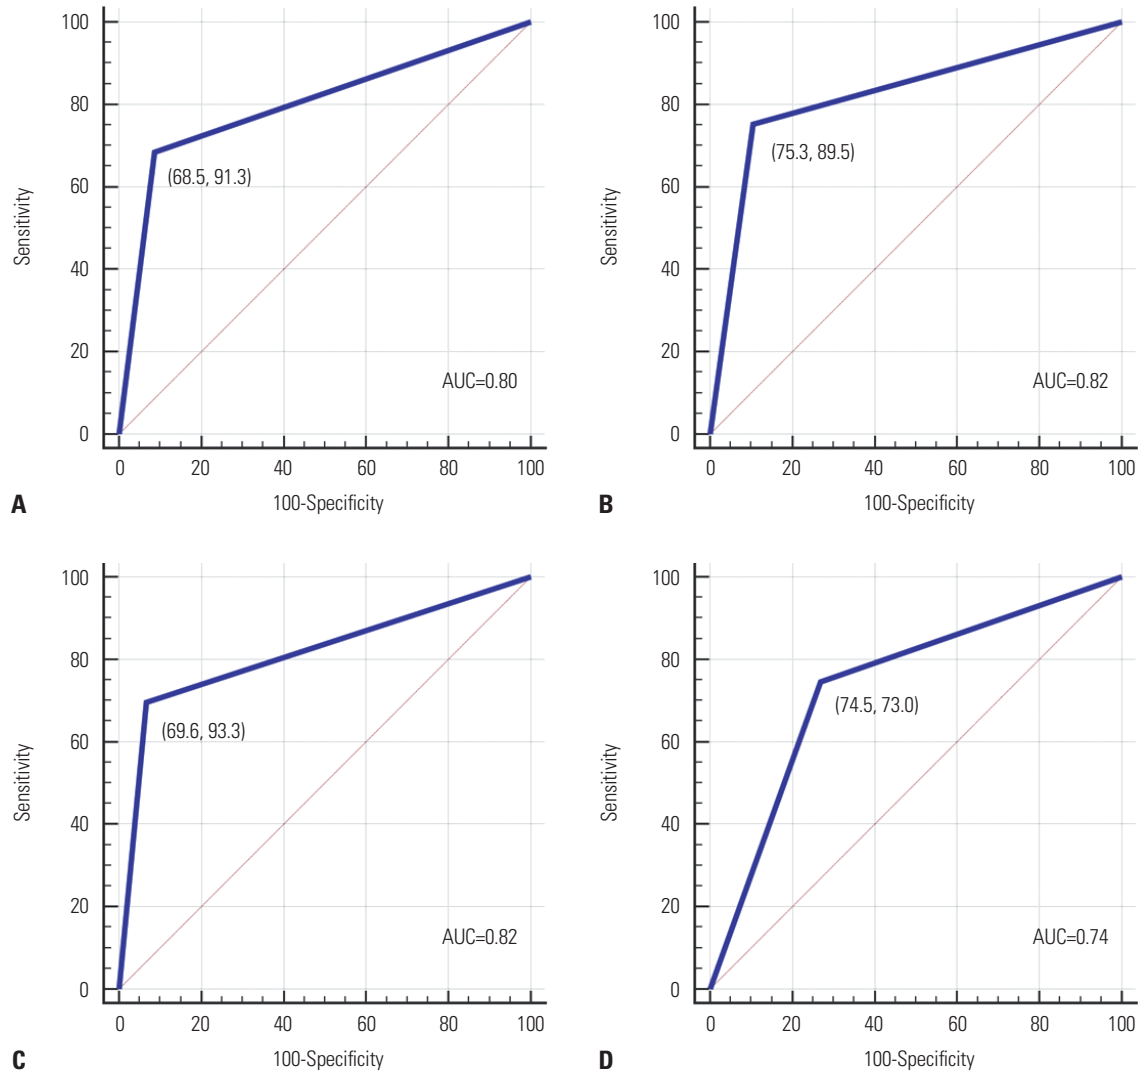 100
80
60
40
20
0
Sensitivity
(68.5, 91.3)
AUC=0.80
0 20 40 60 80 100
100-Specificity
A
100
80
60
40
20
0
Sensitivity
(75.3, 89.5)
AUC=0.82
0 20 40 60 80 100
100-Specificity
B
100
80
60
40
20
0
Sensitivity
(69.6, 93.3)
AUC=0.82
0 20 40 60 80 100
100-Specificity
C
100
80
60
40
20
0
Sensitivity
(74.5, 73.0)
AUC=0.74
0 20 40 60 80 100
100-Specificity
D